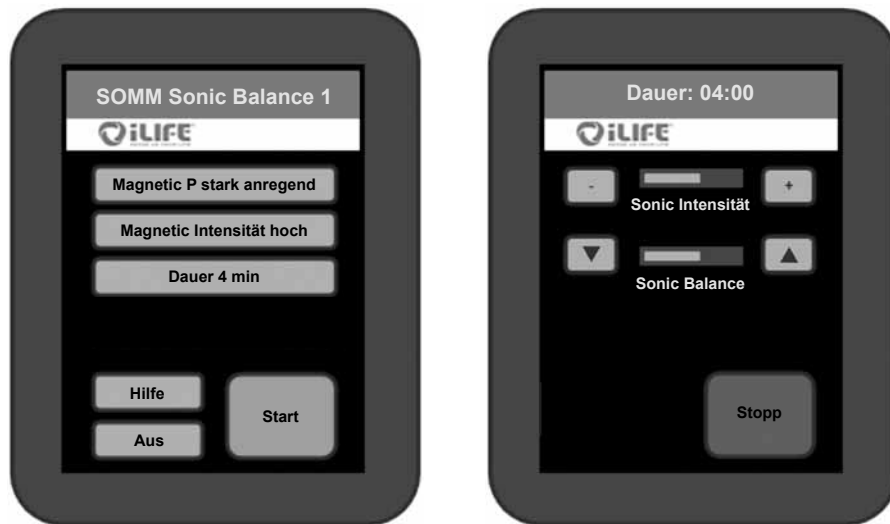 SOMM Sonic Balance 1
iLIFE
Magnetic P stark anregend
Magnetic Intensität hoch
Dauer 4 min
Hilfe
Aus
Start
Dauer: 04:00
iLIFE
-
+
Sonic Intensität
Sonic Balance
Stopp